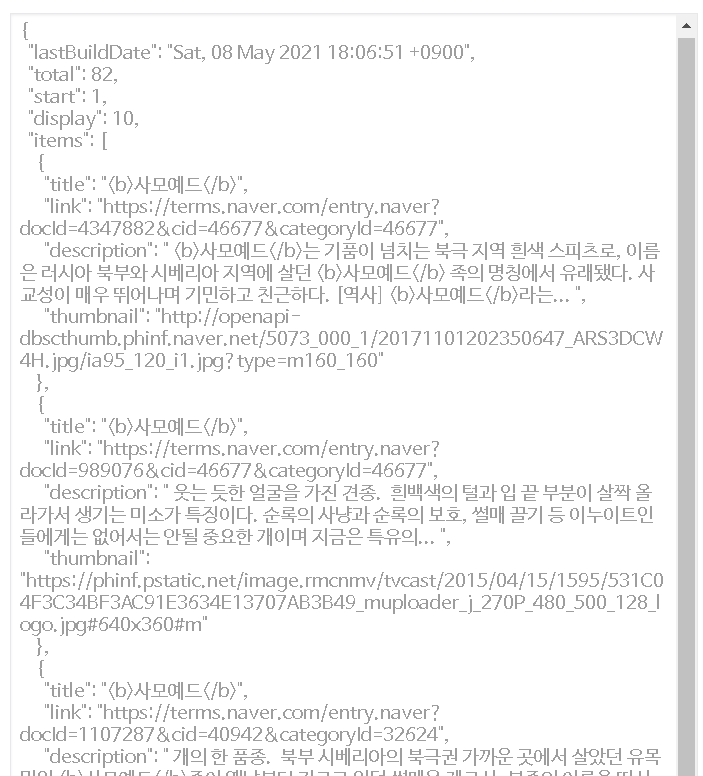 {
"lastBuildDate": "Sat, 08 May 2021 18:06:51 +0900",
"total": 82,
"start": 1,
"display": 10,
"items": [
{
"title": "<b>사모예드</b>",
"link": "https://terms.naver.com/entry.naver?
docId=4347882&cid=46677&categoryId=46677",
"description": " <b>사모예드</b>는 기품이 넘치는 북극 지역 흰색 스피츠로, 이름
은 러시아 북부와 시베리아 지역에 살던 <b>사모예드</b> 족의 명칭에서 유래됐다. 사
교성이 매우 뛰어나며 기민하고 친근하다. [역사] <b>사모예드</b>라는... ",
"thumbnail": "http://openapi-
dbscthumb.phinf.naver.net/5073_000_1/20171101202350647_ARS3DCW
4H.jpg/ia95_120_i1.jpg?type=m160_160"
},
{
"title": "<b>사모예드</b>",
"link": "https://terms.naver.com/entry.naver?
docId=989076&cid=46677&categoryId=46677",
"description": " 웃는 듯한 얼굴을 가진 견종. 흰백색의 털과 입 끝 부분이 살짝 올
라가서 생기는 미소가 특징이다. 순록의 사냥과 순록의 보호, 썰매 끌기 등 이누이트인
들에게는 없어서는 안될 중요한 개이며 지금은 특유의... ",
"thumbnail":
"https://phinf.pstatic.net/image.rmcnmv/tvcast/2015/04/15/1595/531C0
4F3C34BF3AC91E3634E13707AB3B49_muploader_j_270P_480_500_128_l
ogo.jpg#640x360#m"
},
{
"title": "<b>사모예드</b>",
"link": "https://terms.naver.com/entry.naver?
docId=1107287&cid=40942&categoryId=32624",
"description": " 개의 한 품종. 북부 시베리아의 북극권 가까운 곳에서 살았던 유목